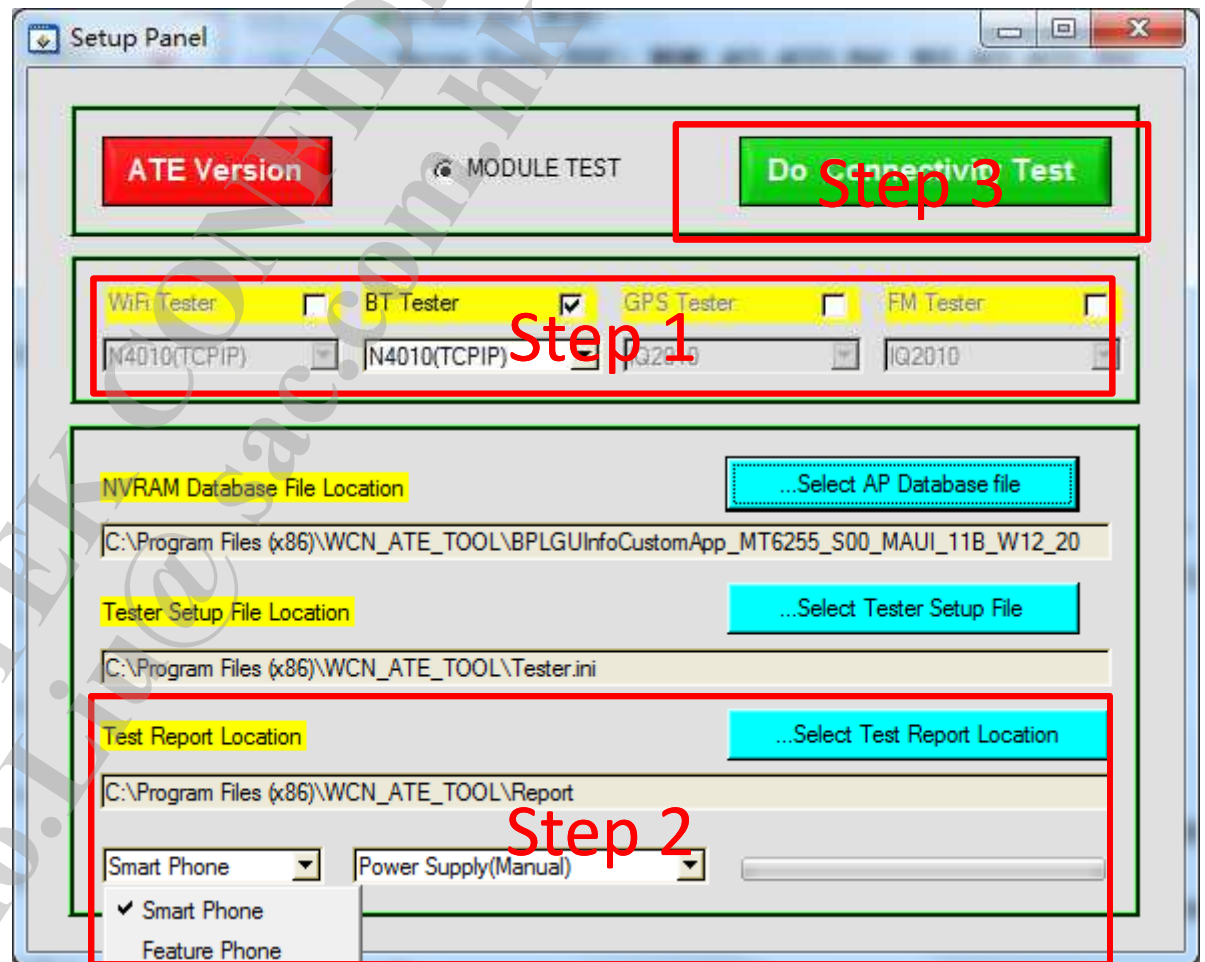 Setup Panel
ATE Version
MODULE TEST
Do Connectivity Test
Step 3
WiFi Tester
BT Tester
GPS Tester
FM Tester
N4010(TCPIP)
N4010(TCPIP)
IQ2010
IQ2010
Step 1
NVRAM Database File Location
...Select AP Database file
C:\Program Files (x86)\WCN_ATE_TOOL\BPLGUInfoCustomApp_MT6255_S00_MAUI_11B_W12_20
Tester Setup File Location
...Select Tester Setup File
C:\Program Files (x86)\WCN_ATE_TOOL\Tester.ini
Test Report Location
...Select Test Report Location
C:\Program Files (x86)\WCN_ATE_TOOL\Report
Step 2
Smart Phone
Power Supply(Manual)
Smart Phone
Feature Phone
sac.com.hk